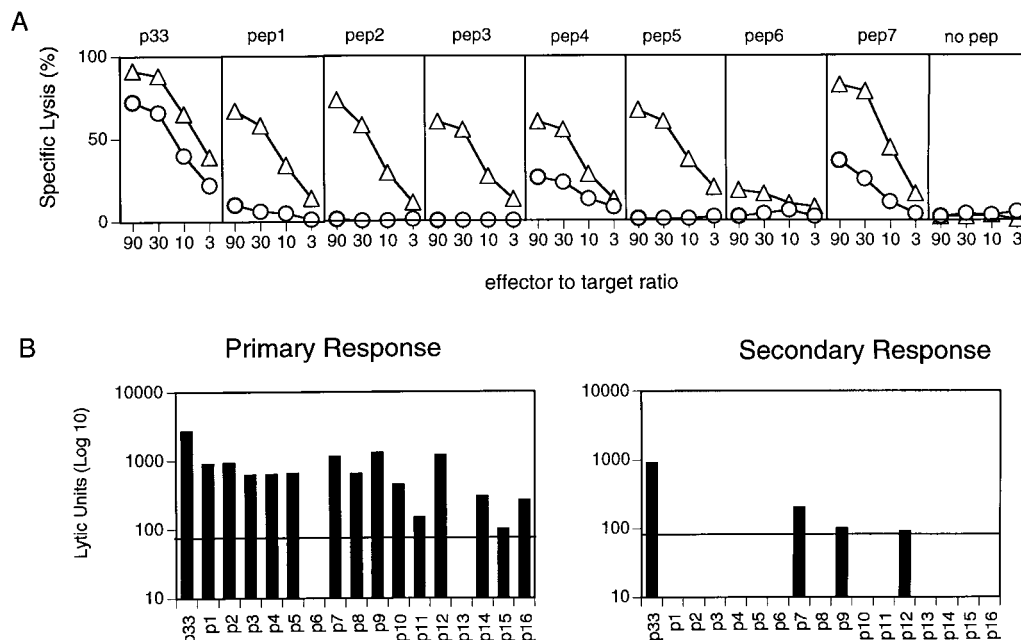 A
p33 pep1 pep2 pep3 pep4 pep5 pep6 pep7 no pep
Specific Lysis (%)
100
50
0
90 30 10 3 90 30 10 3 90 30 10 3 90 30 10 3 90 30 10 3 90 30 10 3 90 30 10 3 90 30 10 3 90 30 10 3
effector to target ratio
B
Primary Response
Secondary Response
Lytic Units (Log 10)
10000
1000
100
10
p33 p1 p2 p3 p4 p5 p6 p7 p8 p9 p10 p11 p12 p13 p14 p15 p16
10000
1000
100
10
p33 p1 p2 p3 p4 p5 p6 p7 p8 p9 p10 p11 p12 p13 p14 p15 p16